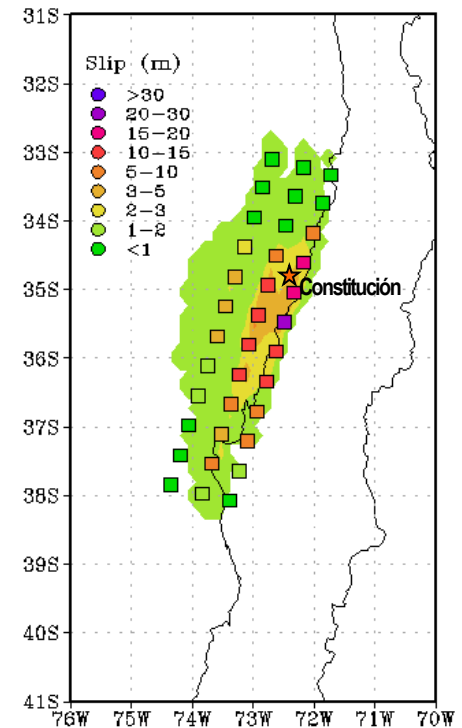 31S
32S
Slip (m)
>30
20-30
15-20
33S
10-15
5-10
3-5
34S
2-3
1-2
<1
35S
Constitución
36S
37S
38S
39S
40S
41S
76W 75W 74W 73W 72W 71W 70W